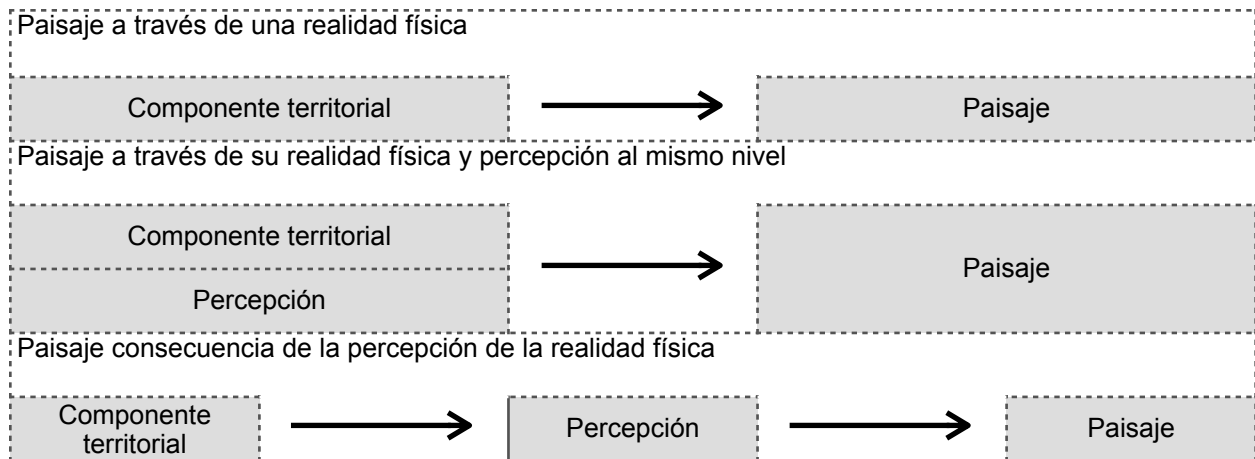 Paisaje a través de una realidad física
Componente territorial
Paisaje
Paisaje a través de su realidad física y percepción al mismo nivel
Componente territorial
Percepción
Paisaje
Paisaje consecuencia de la percepción de la realidad física
Componente
territorial
Percepción
Paisaje